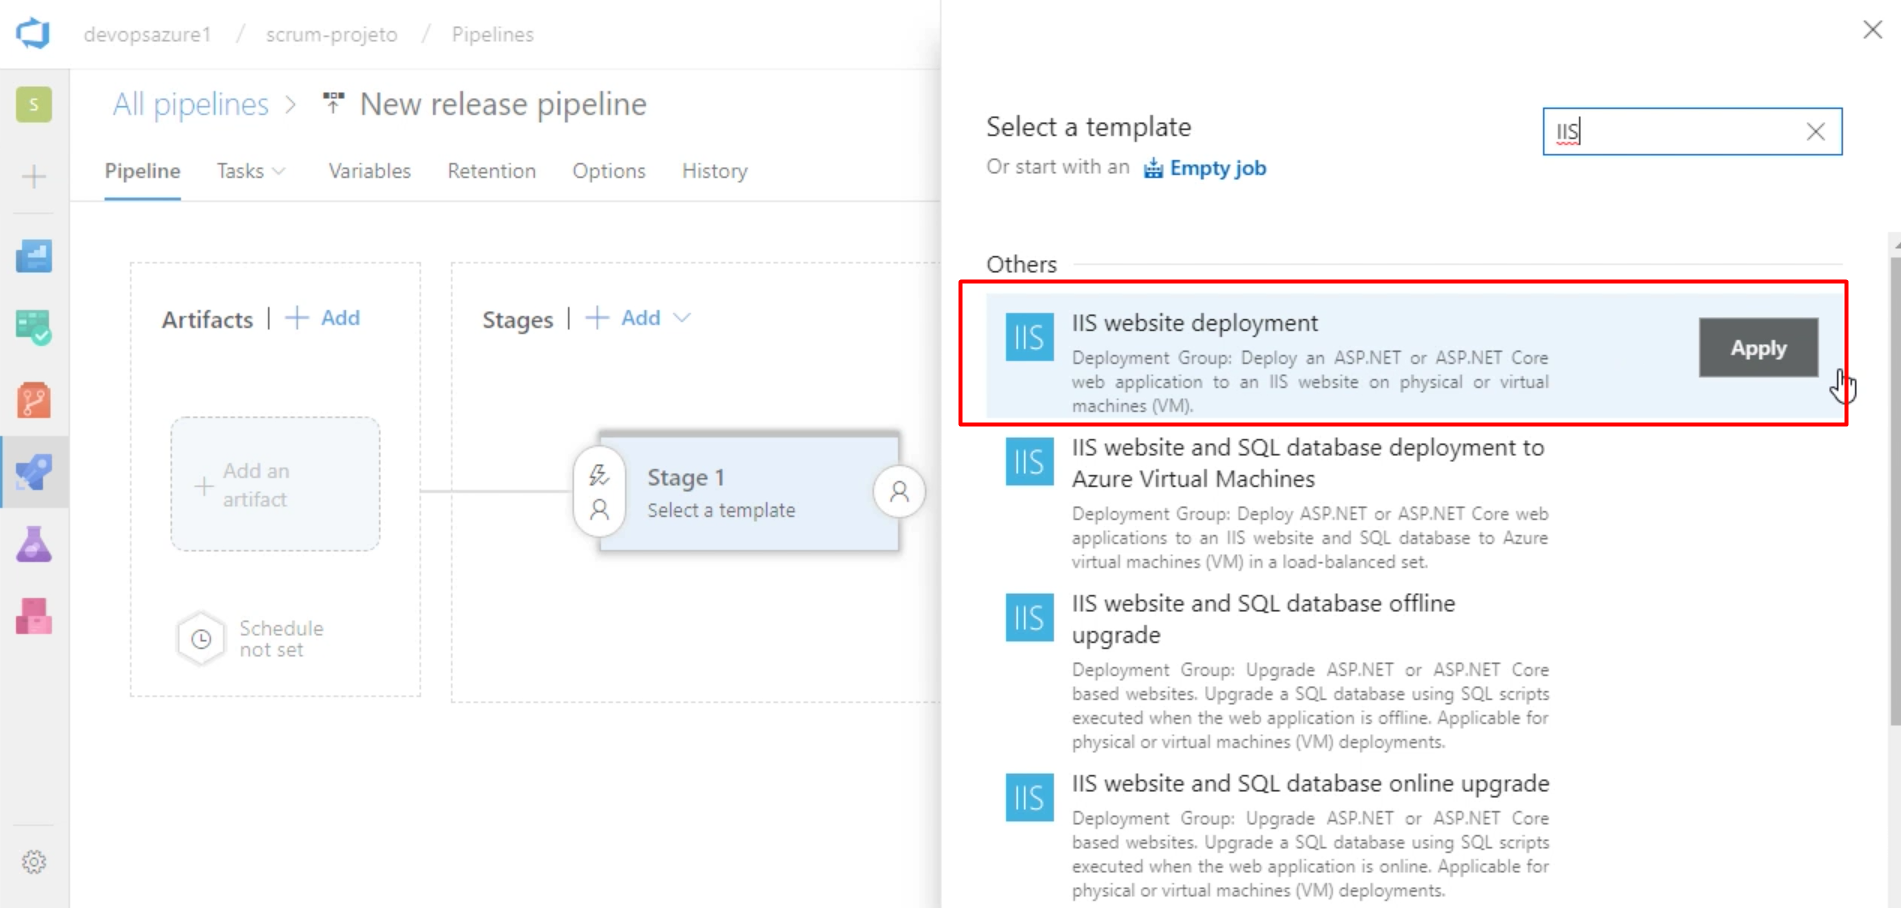 devopsazure1 / scrum-projeto / Pipelines
S
All pipelines > New release pipeline
Pipeline Tasks Variables Retention Options History
Artifacts | + Add
Add an
artifact
Schedule
not set
Stages | + Add
Stage 1
Select a template
Select a template
IIS
Or start with an Empty job
Others
IIS
IIS website deployment
Deployment Group: Deploy an ASP.NET or ASP.NET Core
web application to an IIS website on physical or virtual
machines (VM).
Apply
IIS
IIS website and SQL database deployment to
Azure Virtual Machines
Deployment Group: Deploy ASP.NET or ASP.NET Core web
applications to an IIS website and SQL database to Azure
virtual machines (VM) in a load-balanced set.
IIS
IIS website and SQL database offline
upgrade
Deployment Group: Upgrade ASP.NET or ASP.NET Core
based websites. Upgrade a SQL database using SQL scripts
executed when the web application is offline. Applicable for
physical or virtual machines (VM) deployments.
IIS
IIS website and SQL database online upgrade
Deployment Group: Upgrade ASP.NET or ASP.NET Core
based websites. Upgrade a SQL database using SQL scripts
executed when the web application is online. Applicable for
physical or virtual machines (VM) deployments.